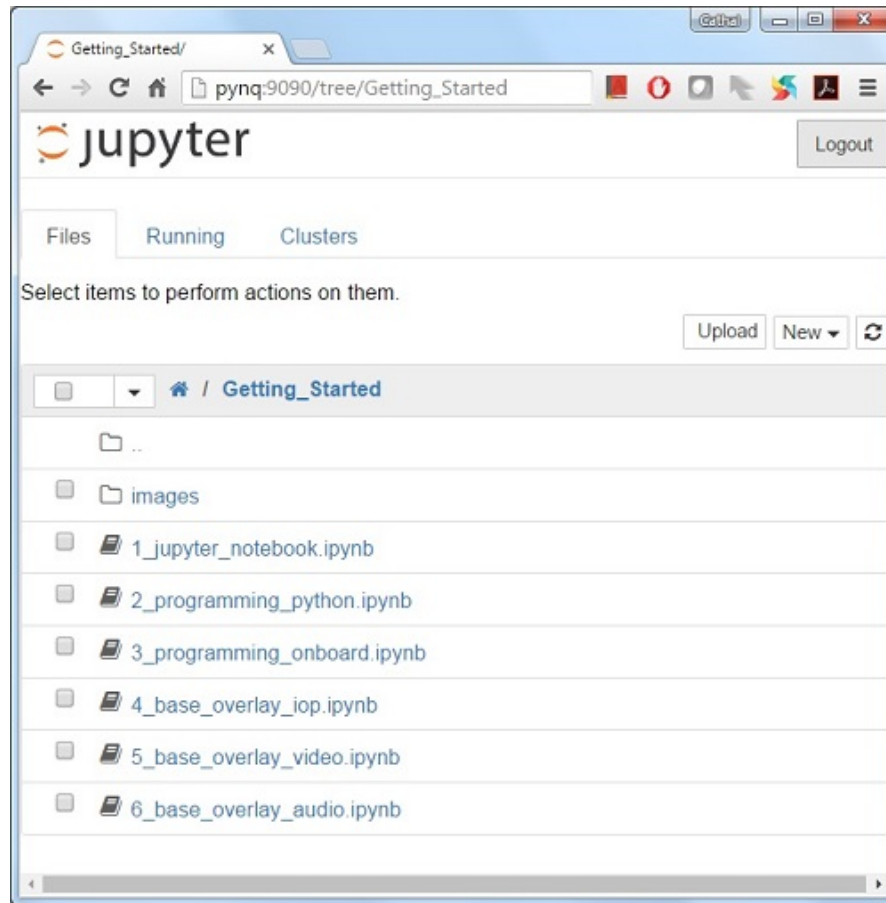 Getting_Started/
pynq:9090/tree/Getting_Started
jupyter
Logout
Files Running Clusters
Select items to perform actions on them.
Upload New
/ Getting_Started
..
images
1_jupyter_notebook.ipynb
2_programming_python.ipynb
3_programming_onboard.ipynb
4_base_overlay_iop.ipynb
5_base_overlay_video.ipynb
6_base_overlay_audio.ipynb